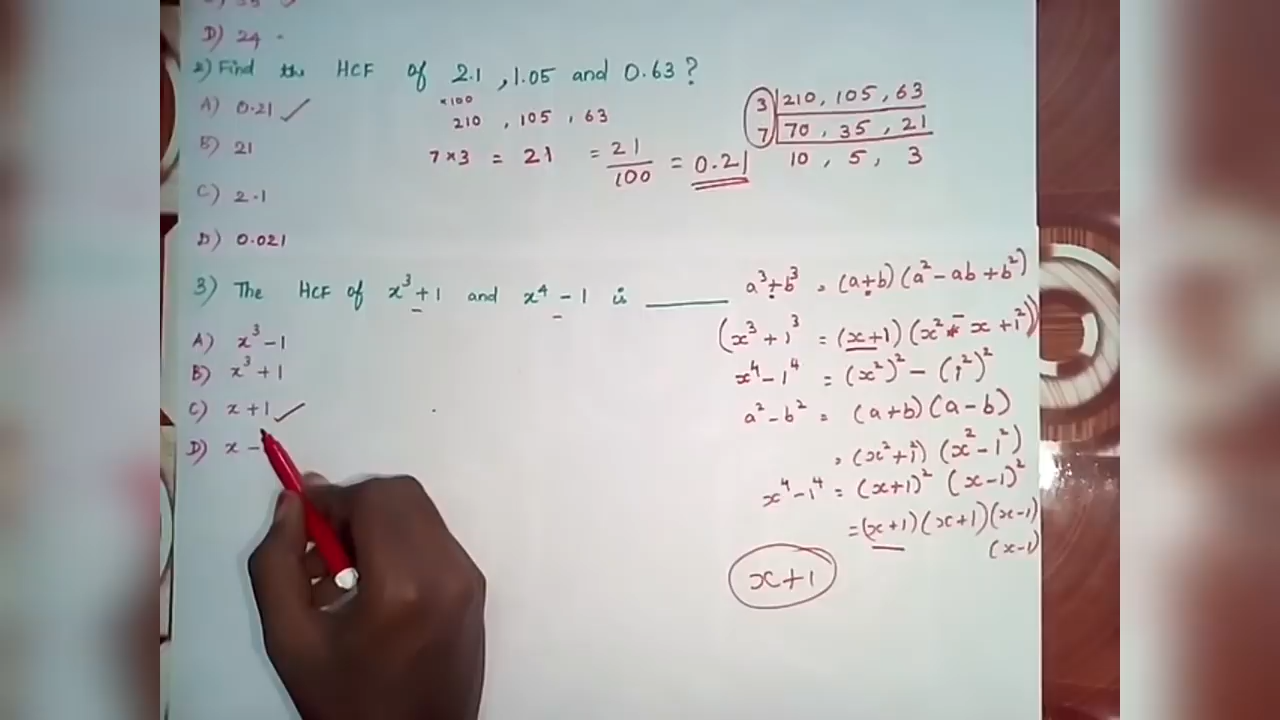 D) 24
2) Find the HCF of 2.1 , 1.05 and 0.63 ?
×100
210 , 105 , 63
7 × 3 = 21 = 21/100 = 0.21
A) 0.21 ✓
B) 21
C) 2.1
D) 0.021
3 | 210 , 105 , 63
7 | 70 , 35 , 21
10 , 5 , 3
3) The HCF of x³ + 1 and x⁴ - 1 is ________
A) x³ - 1
B) x³ + 1
C) x + 1 ✓
D) x -
a³ + b³ = (a+b) (a² - ab + b²)
(x³ + 1³ = (x+1) (x² - x + 1²))
x⁴ - 1⁴ = (x²)² - (1²)²
a² - b² = (a+b) (a-b)
= (x² + 1²) (x² - 1²)
x⁴ - 1⁴ = (x+1)² (x-1)²
= (x+1) (x+1) (x-1)
(x-1)
x+1